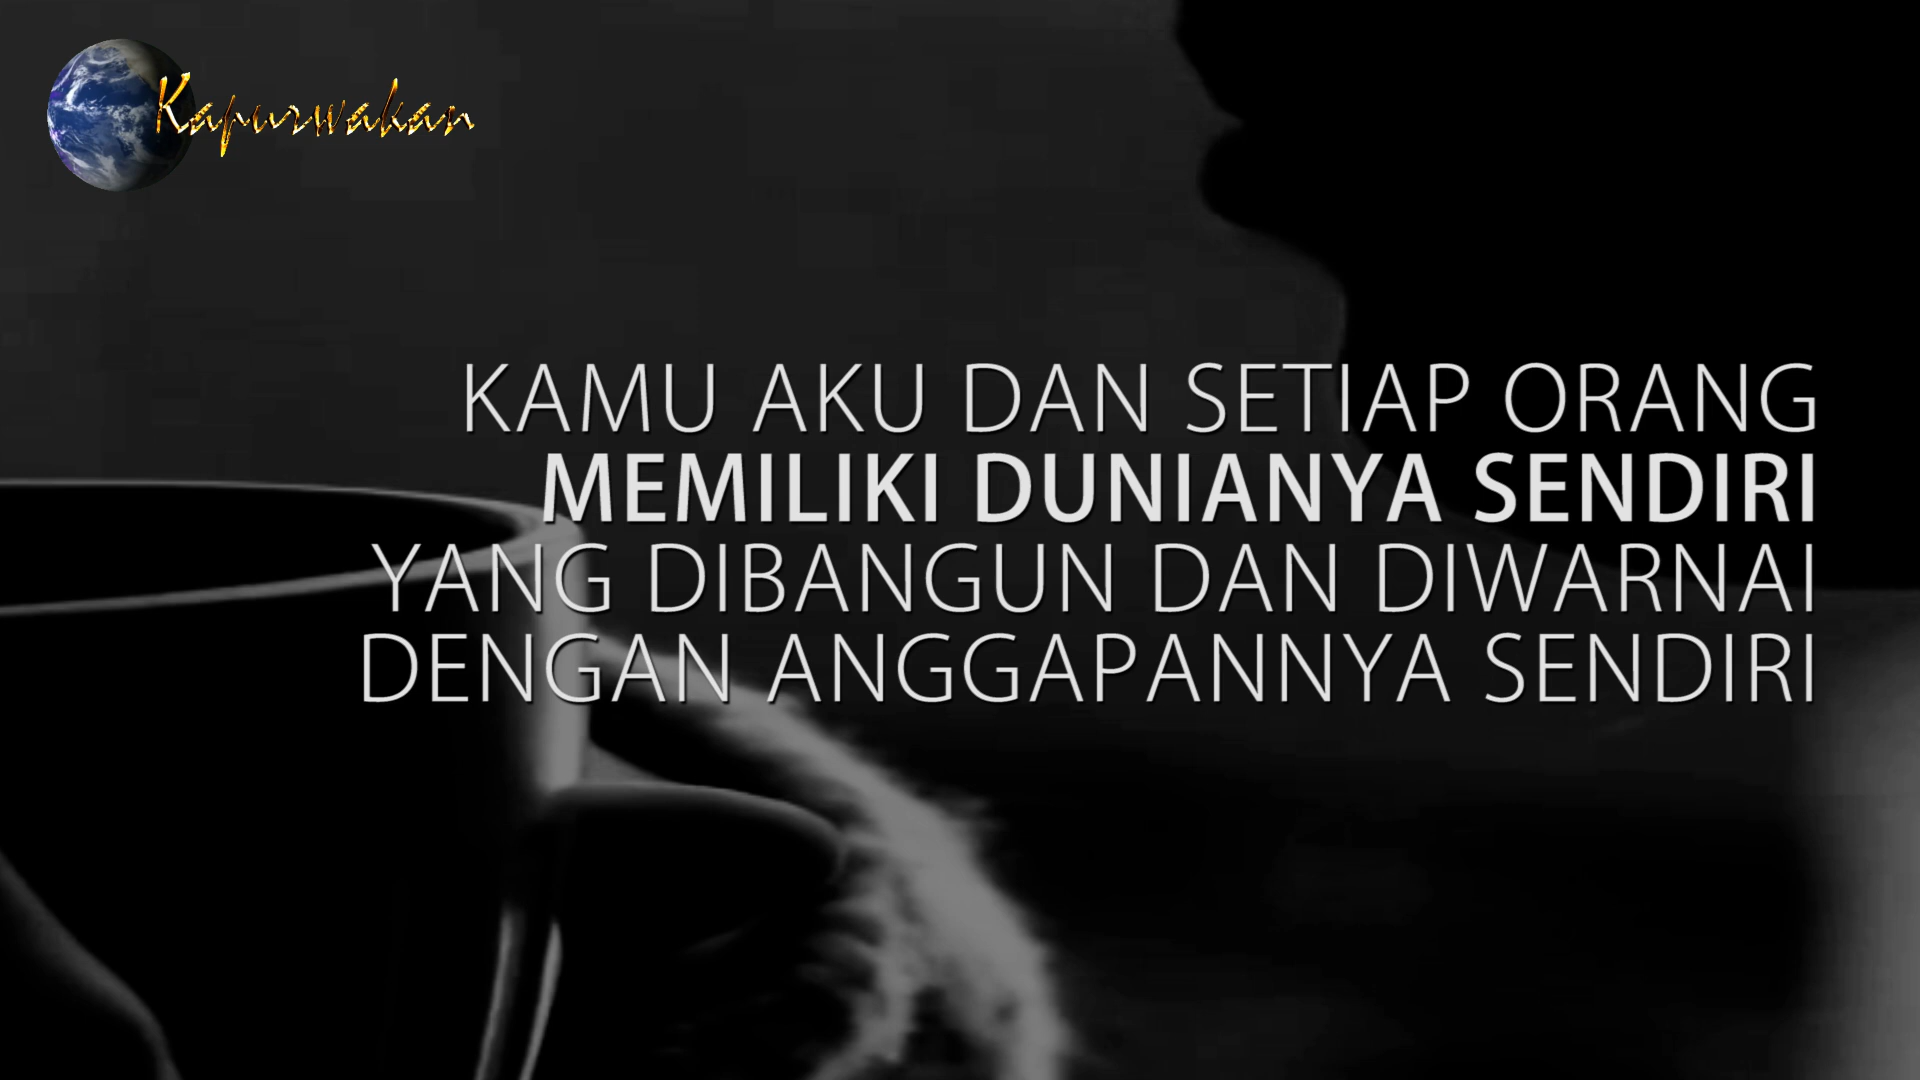 Kapurwakan
KAMU AKU DAN SETIAP ORANG
MEMILIKI DUNIANYA SENDIRI
YANG DIBANGUN DAN DIWARNAI
DENGAN ANGGAPANNYA SENDIRI